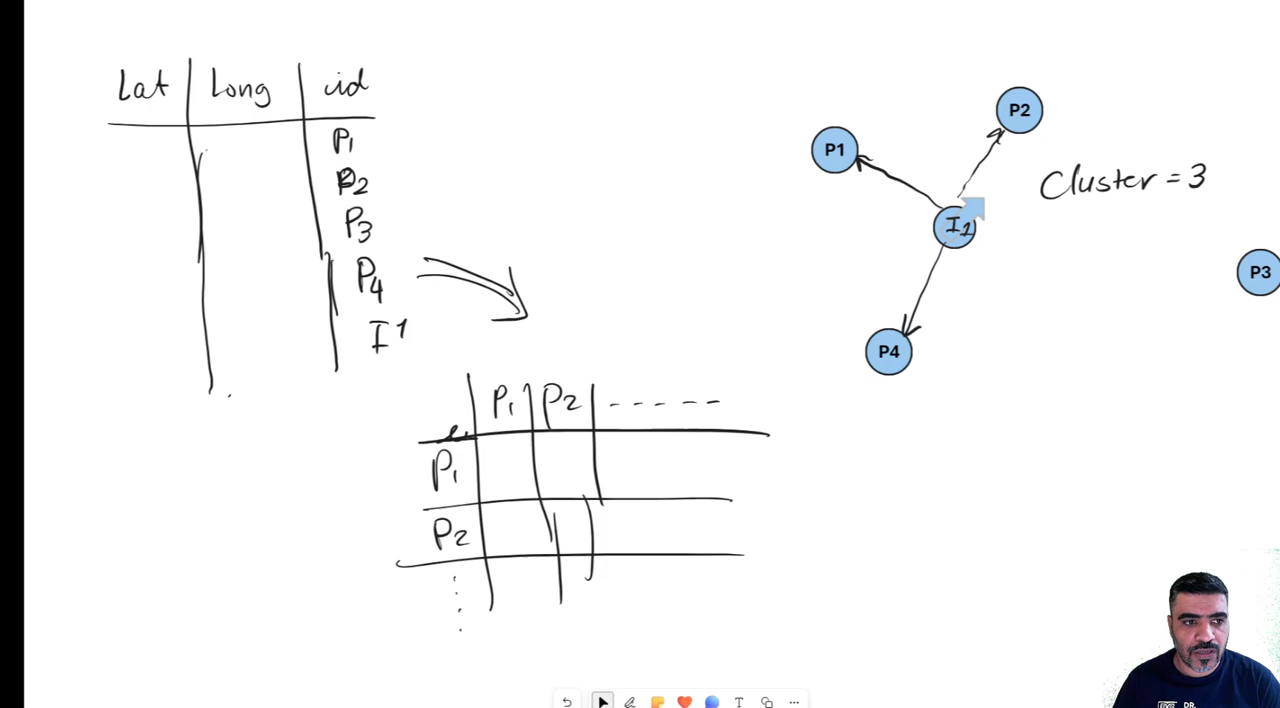 Lat Long id
P1
P2
P3
P4
I1
P1 P2 - - - - -
P1
P2
P2
P1
Cluster = 3
I1
P3
P4
T
DR.